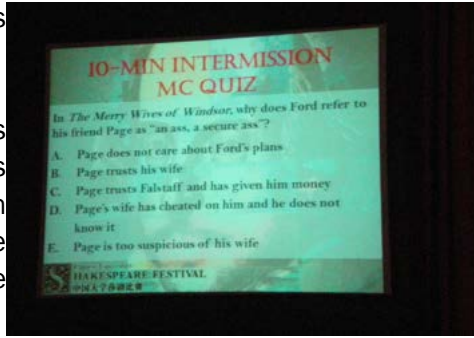 10-MIN INTERMISSION
MC QUIZ
In The Merry Wives of Windsor, why does Ford refer to
his friend Page as "an ass, a secure ass"?
A. Page does not care about Ford's plans
B. Page trusts his wife
C. Page trusts Falstaff and has given him money
D. Page's wife has cheated on him and he does not
know it
E. Page is too suspicious of his wife
SHAKESPEARE FESTIVAL